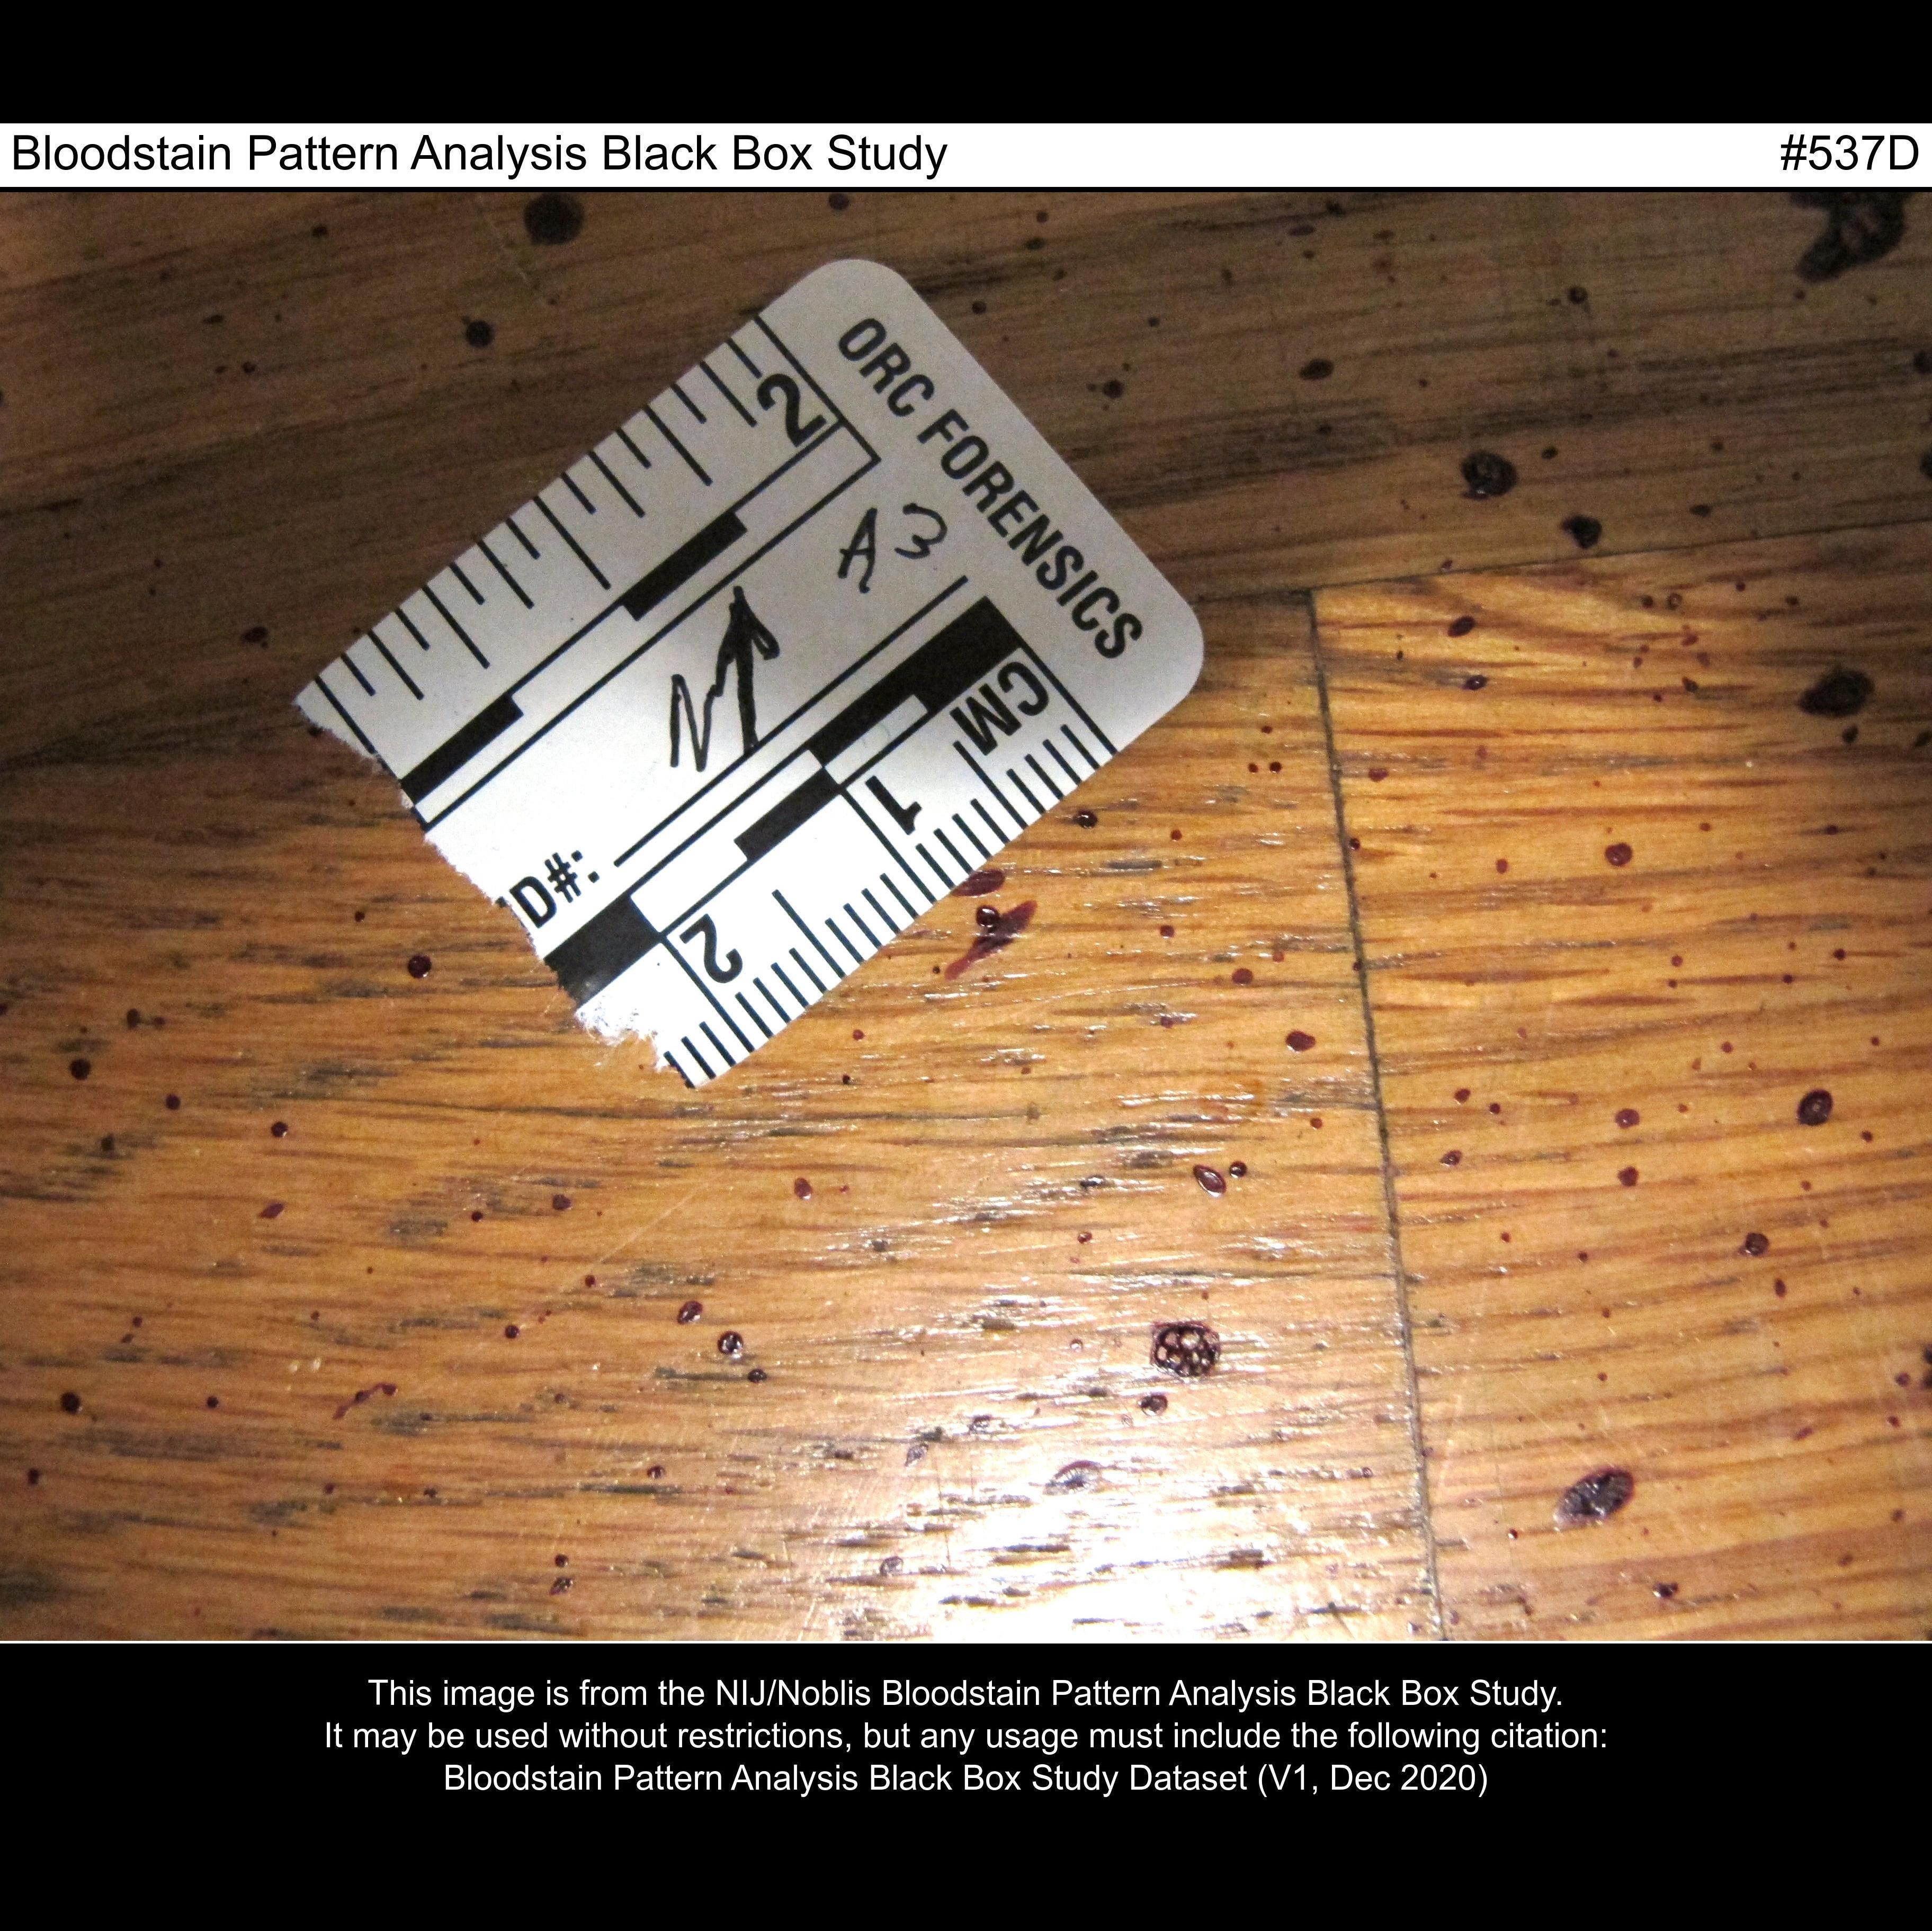 Bloodstain Pattern Analysis Black Box Study #537D
ORC FORENSICS
2
A3
N
CM
1
D#:
2
This image is from the NIJ/Noblis Bloodstain Pattern Analysis Black Box Study.
It may be used without restrictions, but any usage must include the following citation:
Bloodstain Pattern Analysis Black Box Study Dataset (V1, Dec 2020)